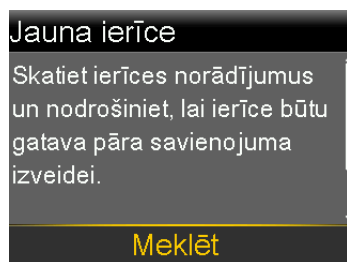 Jauna ierīce
Skatiet ierīces norādījumus
un nodrošiniet, lai ierīce būtu
gatava pāra savienojuma
izveidei.
Meklēt